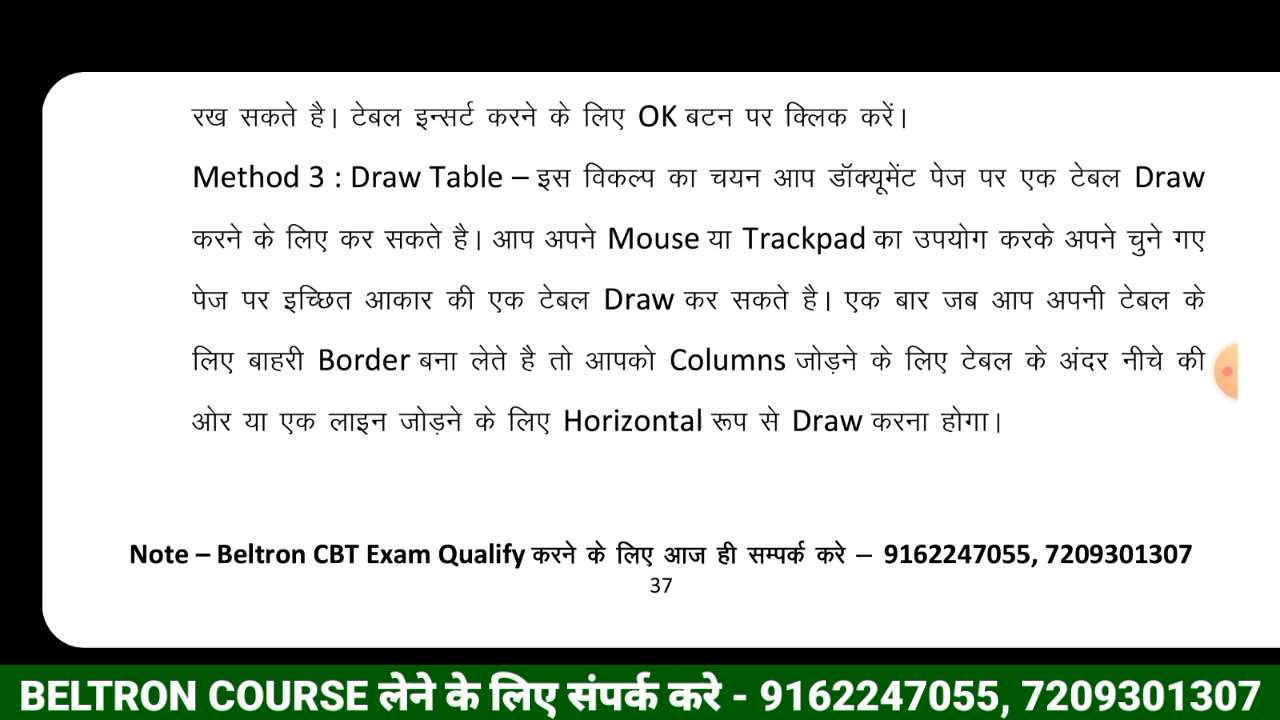 रख सकते है। टेबल इन्सर्ट करने के लिए OK बटन पर क्लिक करें।
Method 3 : Draw Table – इस विकल्प का चयन आप डॉक्यूमेंट पेज पर एक टेबल Draw
करने के लिए कर सकते है। आप अपने Mouse या Trackpad का उपयोग करके अपने चुने गए
पेज पर इच्छित आकार की एक टेबल Draw कर सकते है। एक बार जब आप अपनी टेबल के
लिए बाहरी Border बना लेते है तो आपको Columns जोड़ने के लिए टेबल के अंदर नीचे की
ओर या एक लाइन जोड़ने के लिए Horizontal रूप से Draw करना होगा।
Note – Beltron CBT Exam Qualify करने के लिए आज ही सम्पर्क करे – 9162247055, 7209301307
37
BELTRON COURSE लेने के लिए संपर्क करे - 9162247055, 7209301307